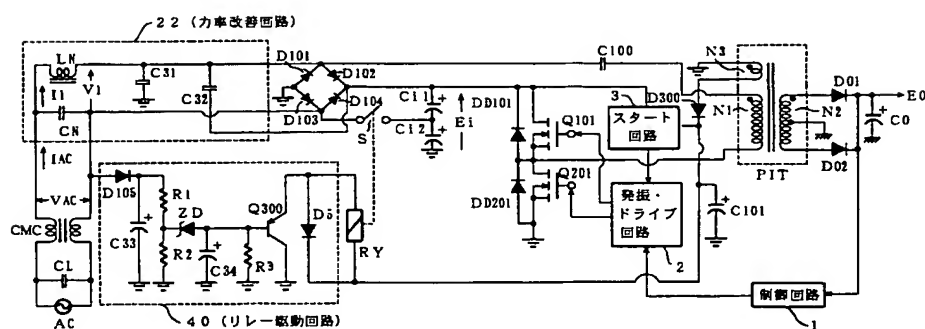 22 (力率改善回路)
LN
V1
I1
CN
C31
C32
D101
D102
D103
D104
S
C100
C11
C12
Ei
DD101
DD201
Q101
Q201
3
スタート
回路
D300
発振・
ドライブ
回路
2
C101
N3
N1
N2
PIT
D01
D02
E0
C0
IAC
VAC
CMC
CL
AC
D105
C33
R1
R2
ZD
C34
R3
Q300
D5
RY
40 (リレー駆動回路)
制御回路
1